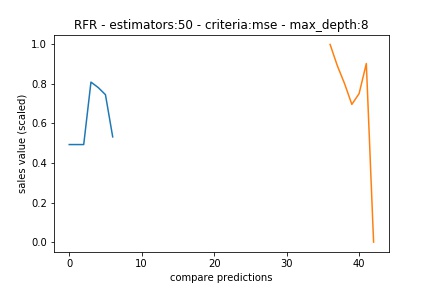 RFR - estimators:50 - criteria:mse - max_depth:8
1.0
0.8
0.6
0.4
0.2
0.0
sales value (scaled)
0 10 20 30 40
compare predictions